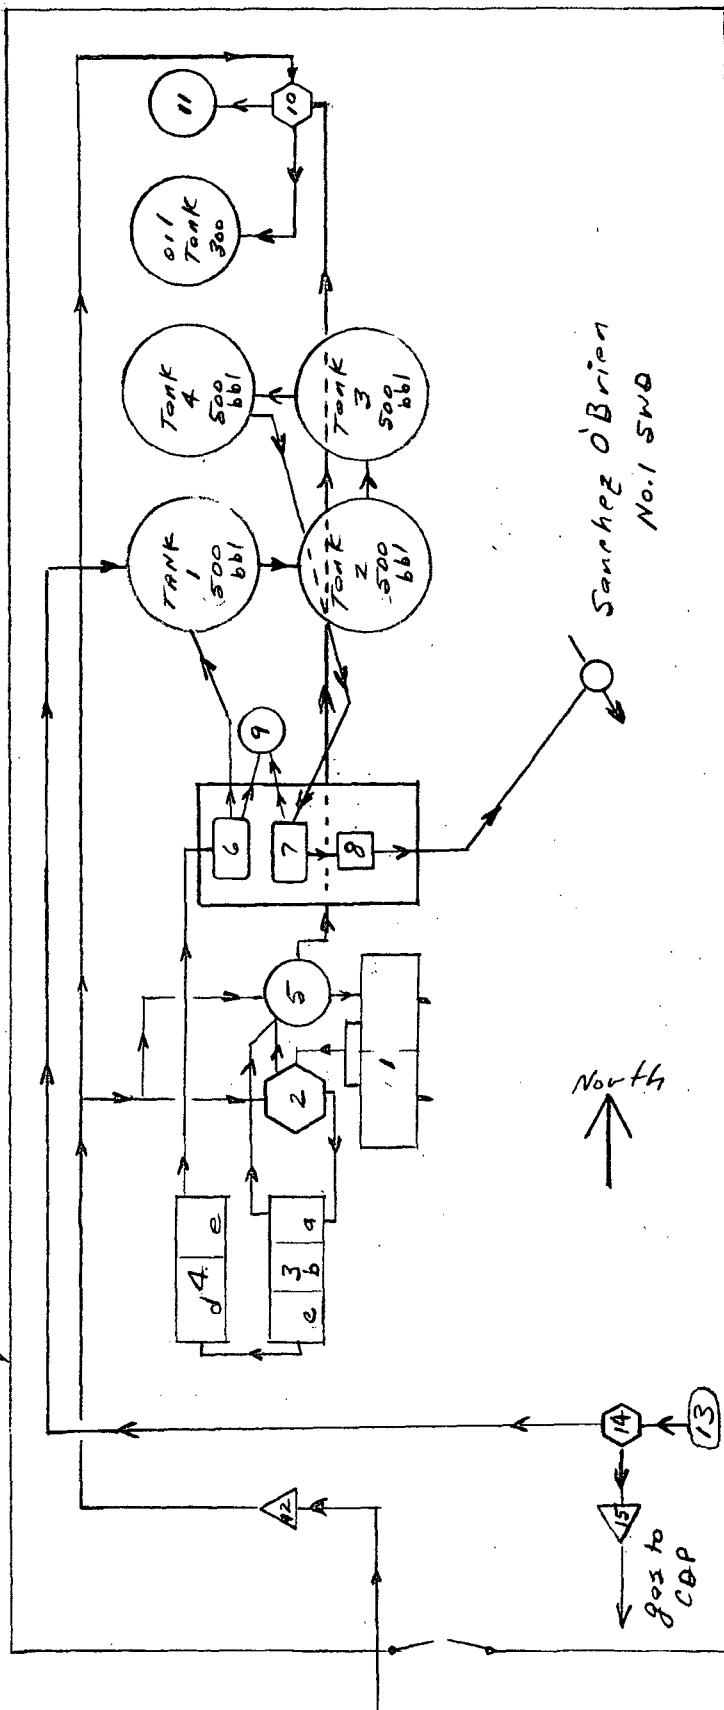 11
10
oil
Tank
300
Tank
4
500
bbl
Tank
3
500
bbl
TANK
1
500
bbl
Tank
2
500
bbl
Sanchez O'Brien
No.1 SWD
9
6
7
8
5
2
1
4
d e
3
c b a
North
14
13
12
15
gas to
CDP